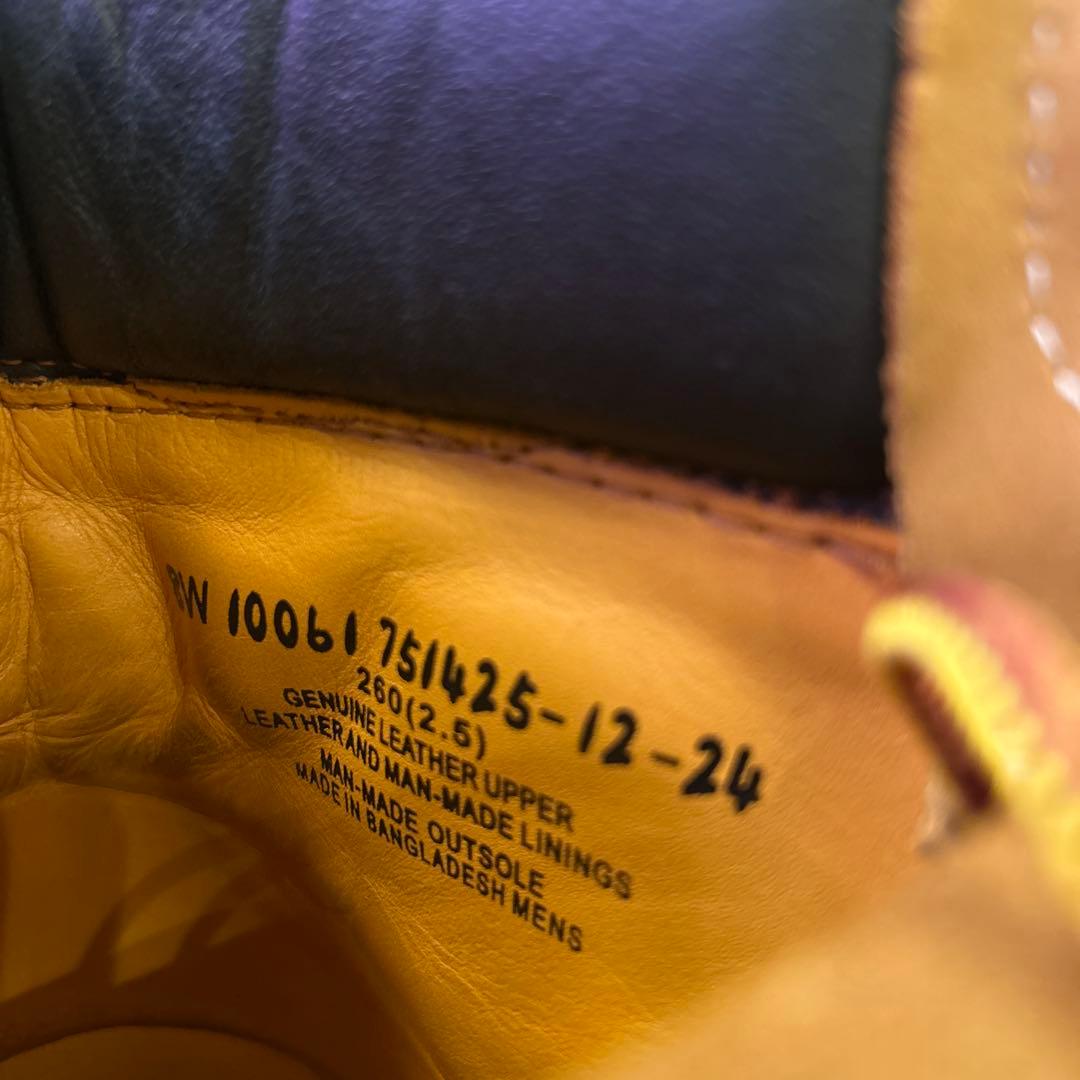 8W 10061 751425-12-24
260(2.5)
GENUINE LEATHER UPPER
LEATHER AND MAN-MADE LININGS
MAN-MADE OUTSOLE
MADE IN BANGLADESH MENS